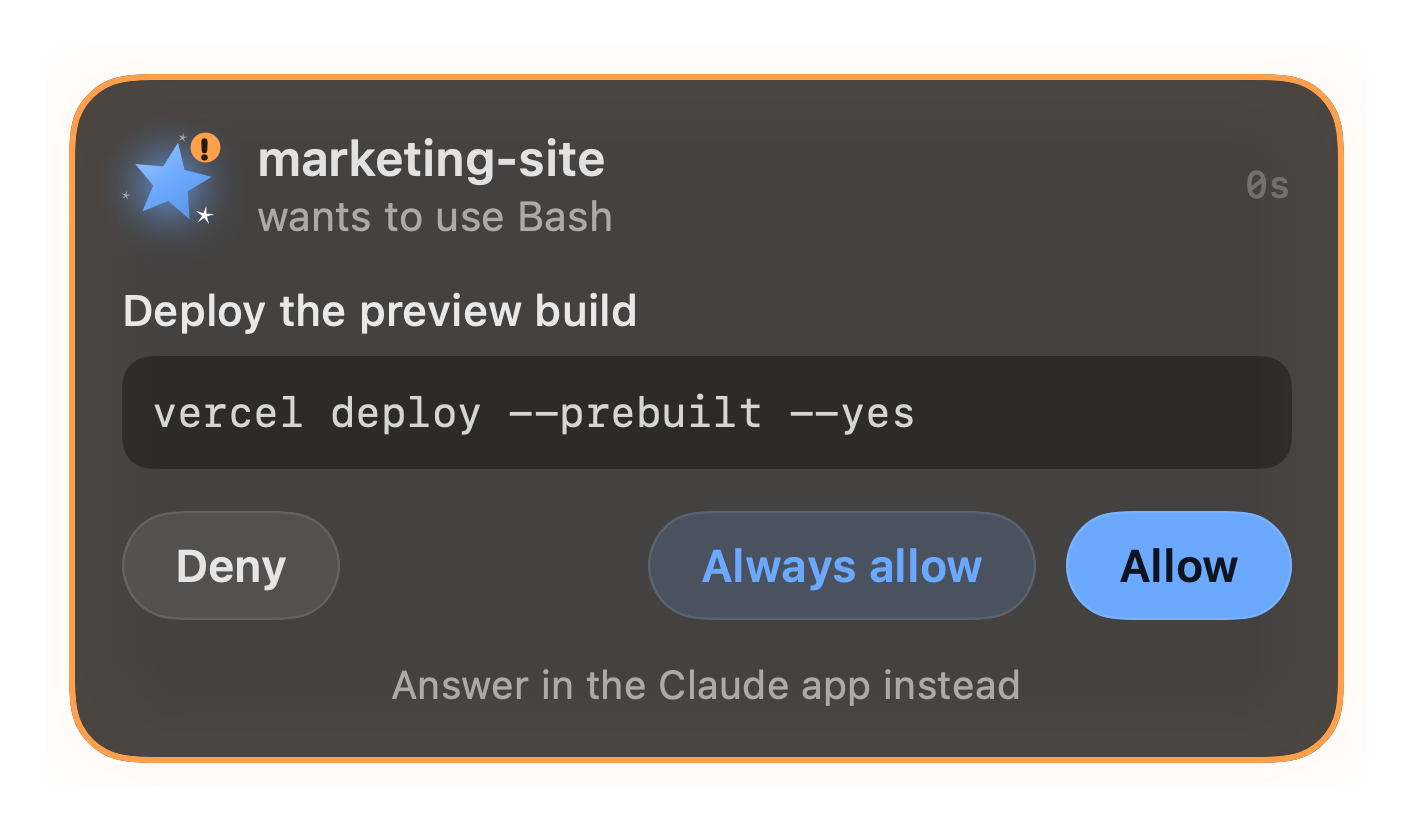 marketing-site
wants to use Bash
0s
Deploy the preview build
vercel deploy --prebuilt --yes
Deny
Always allow
Allow
Answer in the Claude app instead